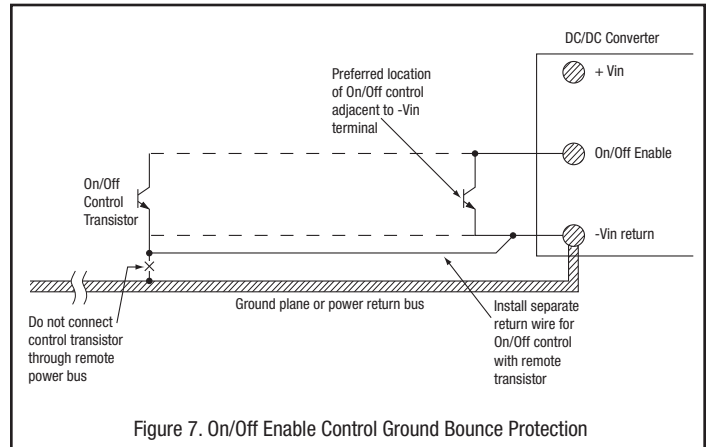 DC/DC Converter
+ Vin
Preferred location
of On/Off control
adjacent to -Vin
terminal
On/Off Enable
On/Off
Control
Transistor
-Vin return
Ground plane or power return bus
Do not connect
control transistor
through remote
power bus
Install separate
return wire for
On/Off control
with remote
transistor
Figure 7. On/Off Enable Control Ground Bounce Protection